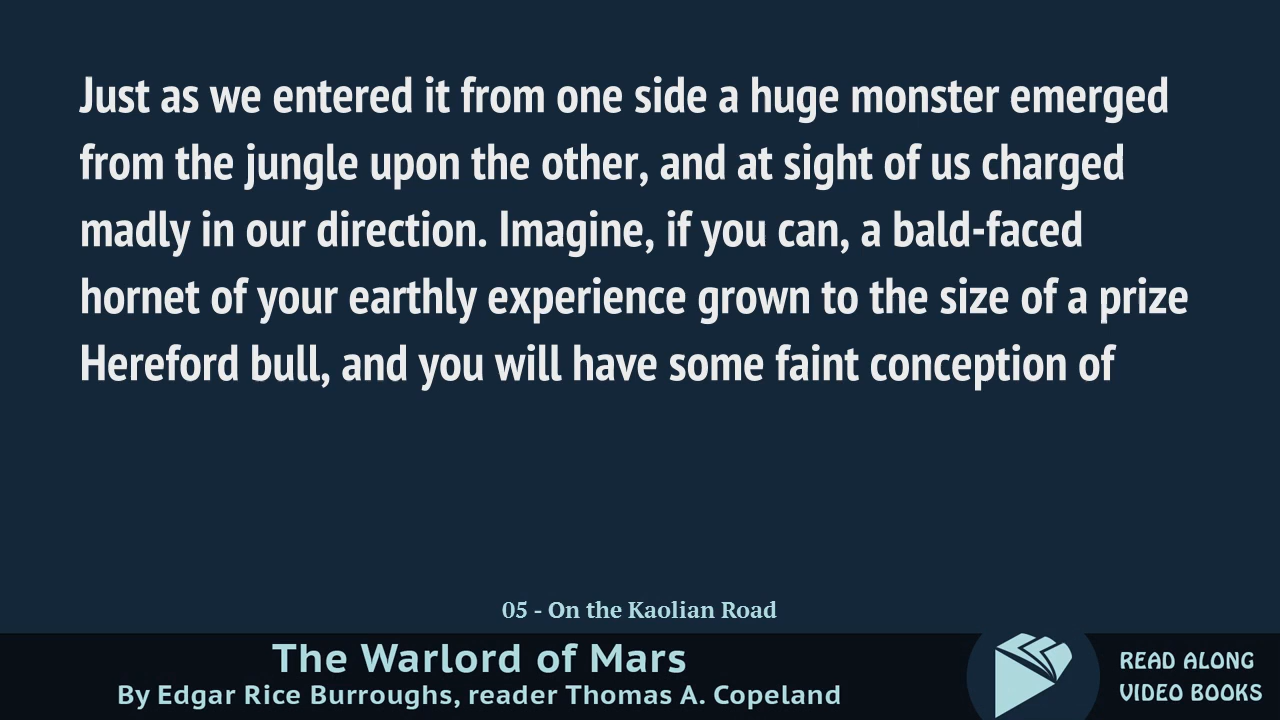 Just as we entered it from one side a huge monster emerged
from the jungle upon the other, and at sight of us charged
madly in our direction. Imagine, if you can, a bald-faced
hornet of your earthly experience grown to the size of a prize
Hereford bull, and you will have some faint conception of
05 - On the Kaolian Road
The Warlord of Mars
By Edgar Rice Burroughs, reader Thomas A. Copeland
READ ALONG
VIDEO BOOKS